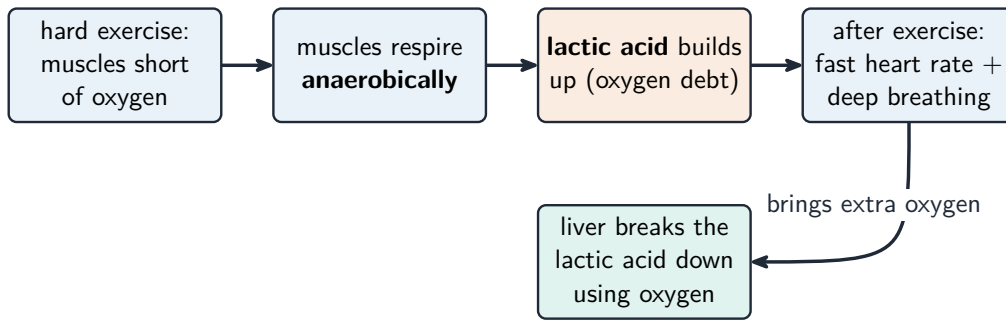 hard exercise:
muscles short
of oxygen
muscles respire
anaerobically
lactic acid builds
up (oxygen debt)
after exercise:
fast heart rate +
deep breathing
brings extra oxygen
liver breaks the
lactic acid down
using oxygen